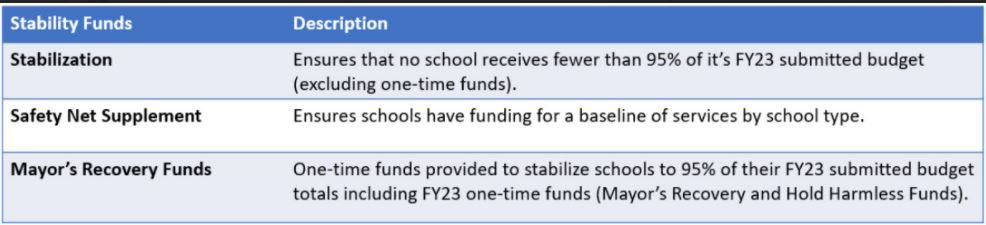 Stability Funds Description
Stabilization Ensures that no school receives fewer than 95% of it's FY23 submitted budget
(excluding one-time funds).
Safety Net Supplement Ensures schools have funding for a baseline of services by school type.
Mayor's Recovery Funds One-time funds provided to stabilize schools to 95% of their FY23 submitted budget
totals including FY23 one-time funds (Mayor's Recovery and Hold Harmless Funds).